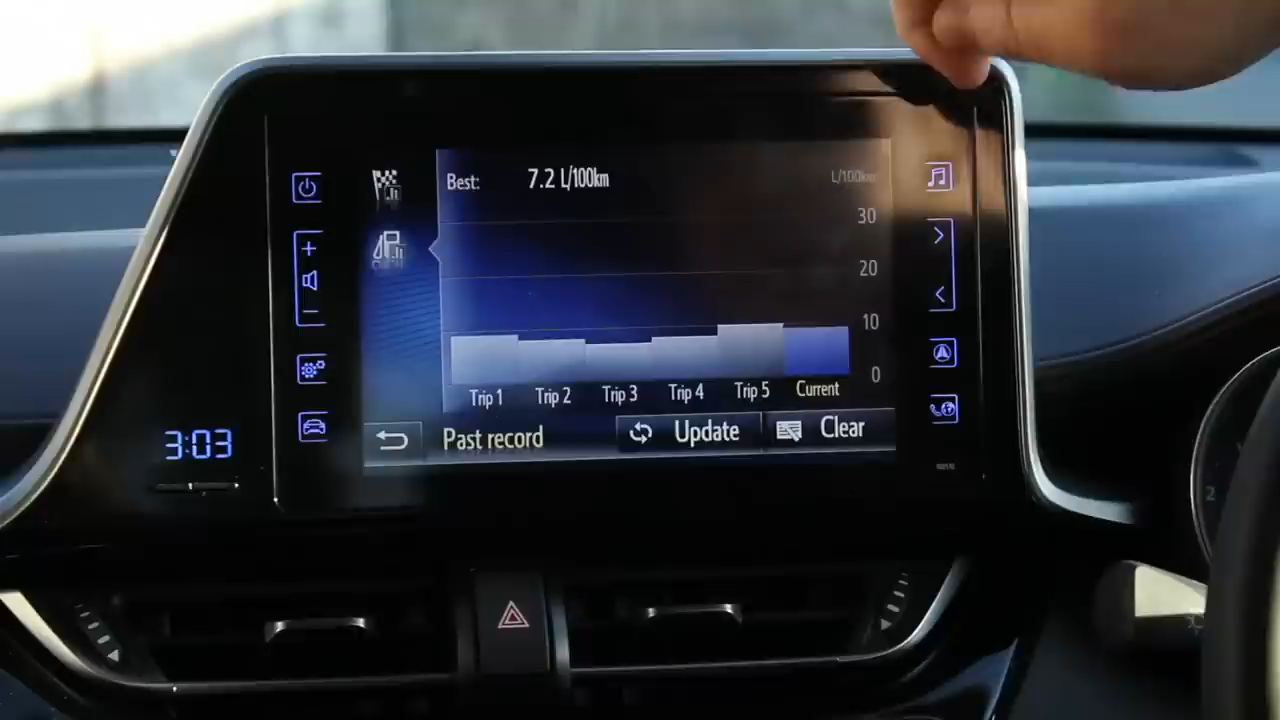 Best: 7.2 L/100km
L/100km
30
20
10
0
Trip 1 Trip 2 Trip 3 Trip 4 Trip 5 Current
Past record Update Clear
3:03
+
−
2